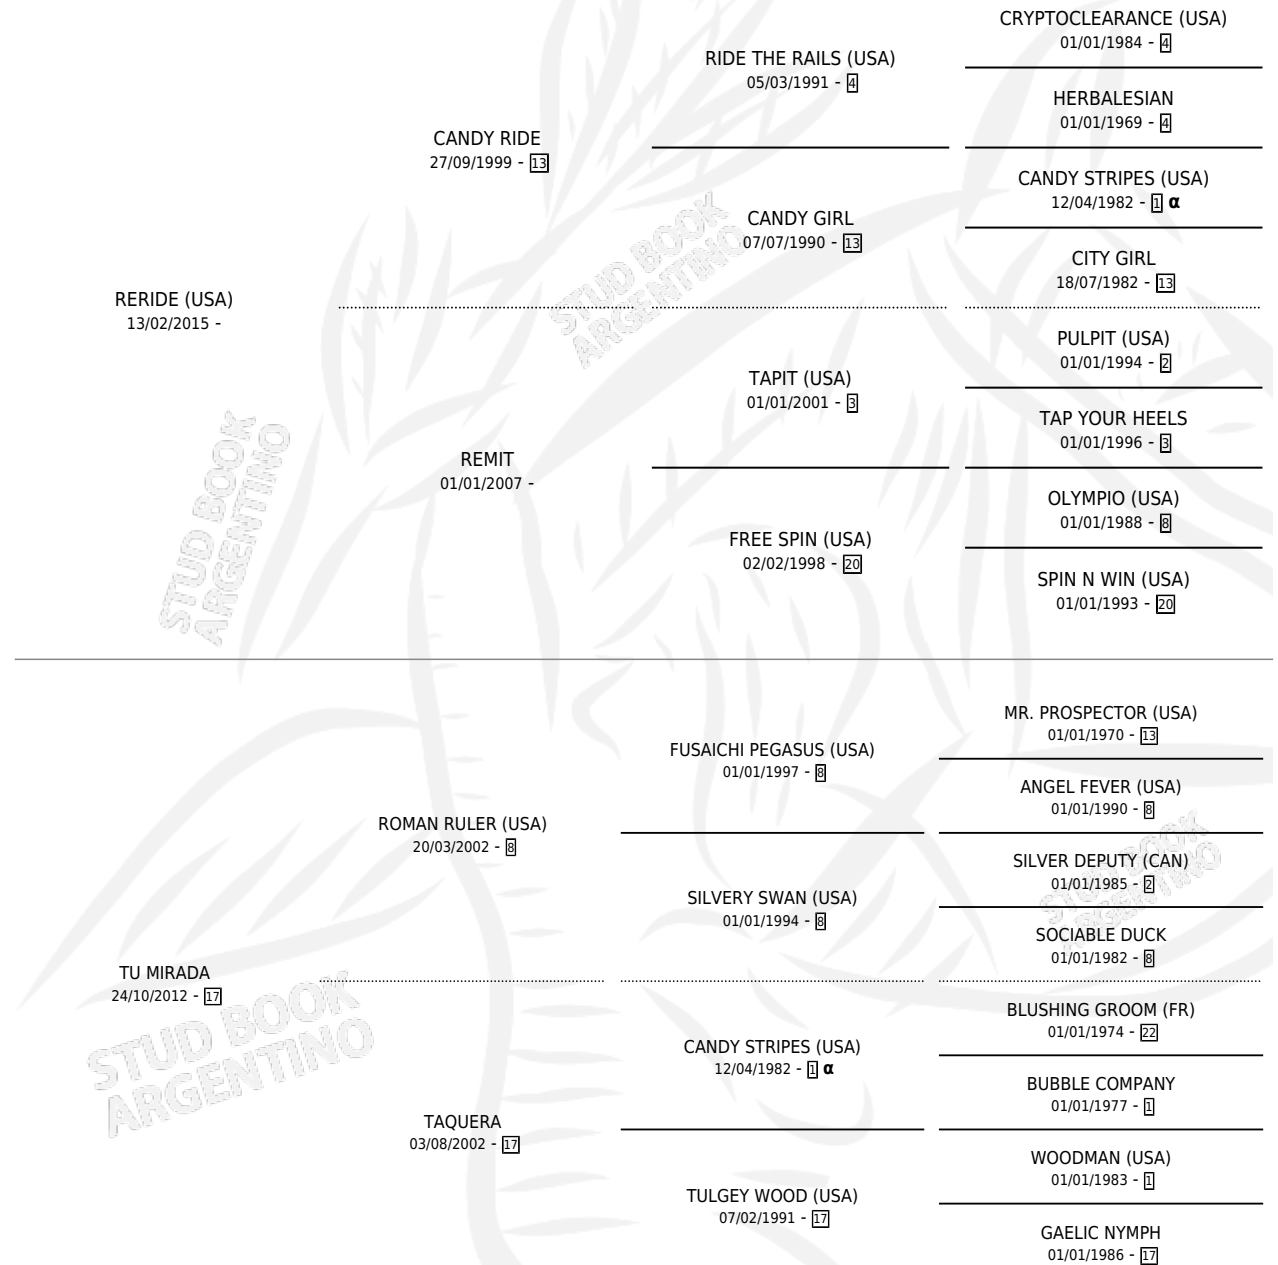 CRYPTOCLEARANCE (USA)
01/01/1984 - 4
RIDE THE RAILS (USA)
05/03/1991 - 4
HERBALESIAN
01/01/1969 - 4
CANDY RIDE
27/09/1999 - 13
CANDY STRIPES (USA)
12/04/1982 - 1 α
CANDY GIRL
07/07/1990 - 13
CITY GIRL
18/07/1982 - 13
RERIDE (USA)
13/02/2015 -
PULPIT (USA)
01/01/1994 - 2
TAPIT (USA)
01/01/2001 - 3
TAP YOUR HEELS
01/01/1996 - 3
REMIT
01/01/2007 -
OLYMPIO (USA)
01/01/1988 - 8
FREE SPIN (USA)
02/02/1998 - 20
SPIN N WIN (USA)
01/01/1993 - 20
MR. PROSPECTOR (USA)
01/01/1970 - 13
FUSAICHI PEGASUS (USA)
01/01/1997 - 8
ANGEL FEVER (USA)
01/01/1990 - 8
ROMAN RULER (USA)
20/03/2002 - 8
SILVER DEPUTY (CAN)
01/01/1985 - 2
SILVERY SWAN (USA)
01/01/1994 - 8
SOCIABLE DUCK
01/01/1982 - 8
TU MIRADA
24/10/2012 - 17
BLUSHING GROOM (FR)
01/01/1974 - 22
CANDY STRIPES (USA)
12/04/1982 - 1 α
BUBBLE COMPANY
01/01/1977 - 1
TAQUERA
03/08/2002 - 17
WOODMAN (USA)
01/01/1983 - 1
TULGEY WOOD (USA)
07/02/1991 - 17
GAELIC NYMPH
01/01/1986 - 17
STUD BOOK
ARGENTINO
STUD BOOK
ARGENTINO
STUD BOOK
ARGENTINO
STUD BOOK
ARGENTINO